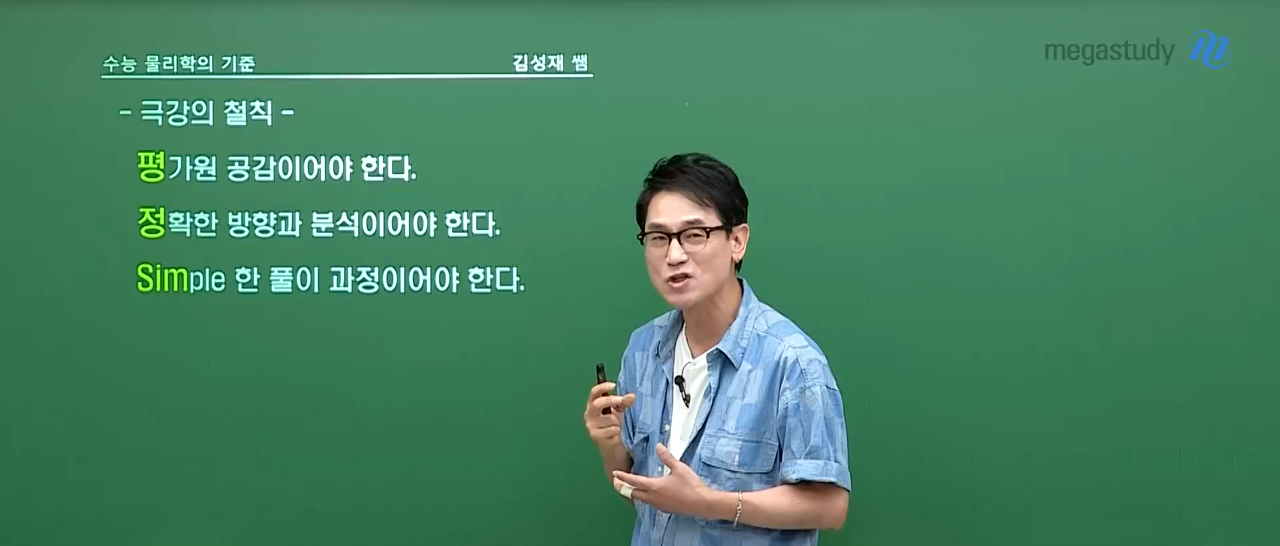 수능 물리학의 기준 김성재 쌤
megastudy
- 극강의 철칙 -
평가원 공감이어야 한다.
정확한 방향과 분석이어야 한다.
Simple 한 풀이 과정이어야 한다.